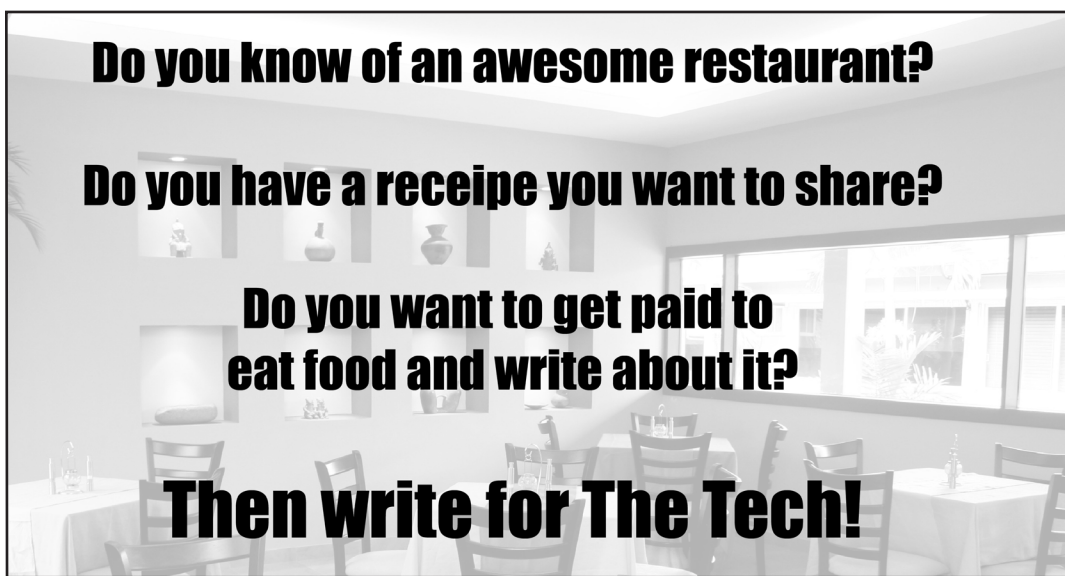 Do you know of an awesome restaurant?
Do you have a receipe you want to share?
Do you want to get paid to
eat food and write about it?
Then write for The Tech!